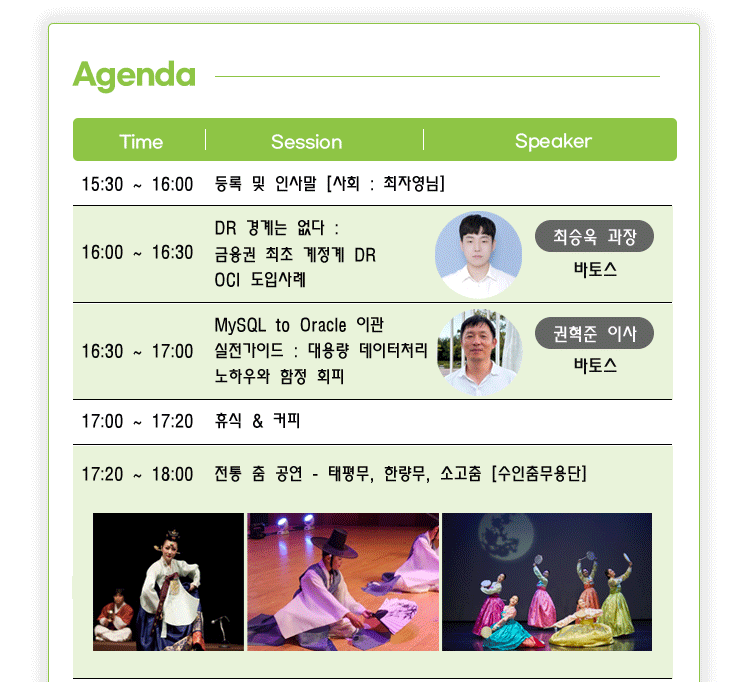 Agenda
Time Session Speaker
15:30 ~ 16:00 등록 및 인사말 [사회 : 최자영님]
16:00 ~ 16:30
DR 경계는 없다 :
금융권 최초 계정계 DR
OCI 도입사례
최승욱 과장
바토스
16:30 ~ 17:00
MySQL to Oracle 이관
실전가이드 : 대용량 데이터처리
노하우와 함정 회피
권혁준 이사
바토스
17:00 ~ 17:20 휴식 & 커피
17:20 ~ 18:00 전통 춤 공연 - 태평무, 한량무, 소고춤 [수인춤무용단]